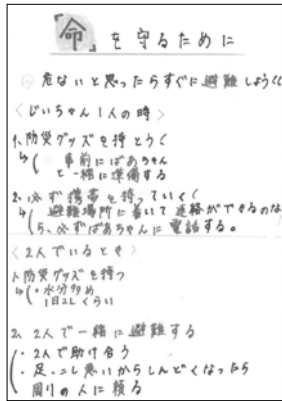 「命」を守るために
◎危ないと思ったらすぐに避難しよう!!
〈じいちゃん1人の時〉
1.防災グッズを持とうく
↳(事前にばあちゃん
と一緒に準備する
2.必ず携帯を持っていく
↳(避難場所に着いて連絡ができるのな
ら、必ずばあちゃんに電話する。
〈2人でいるとき〉
1.防災グッズを持つ
↳(・水分多め
1日2Lくらい
2.2人で一緒に避難する
・2人で助け合う
・足、こし悪いからしんどくなったら
周りの人に頼る